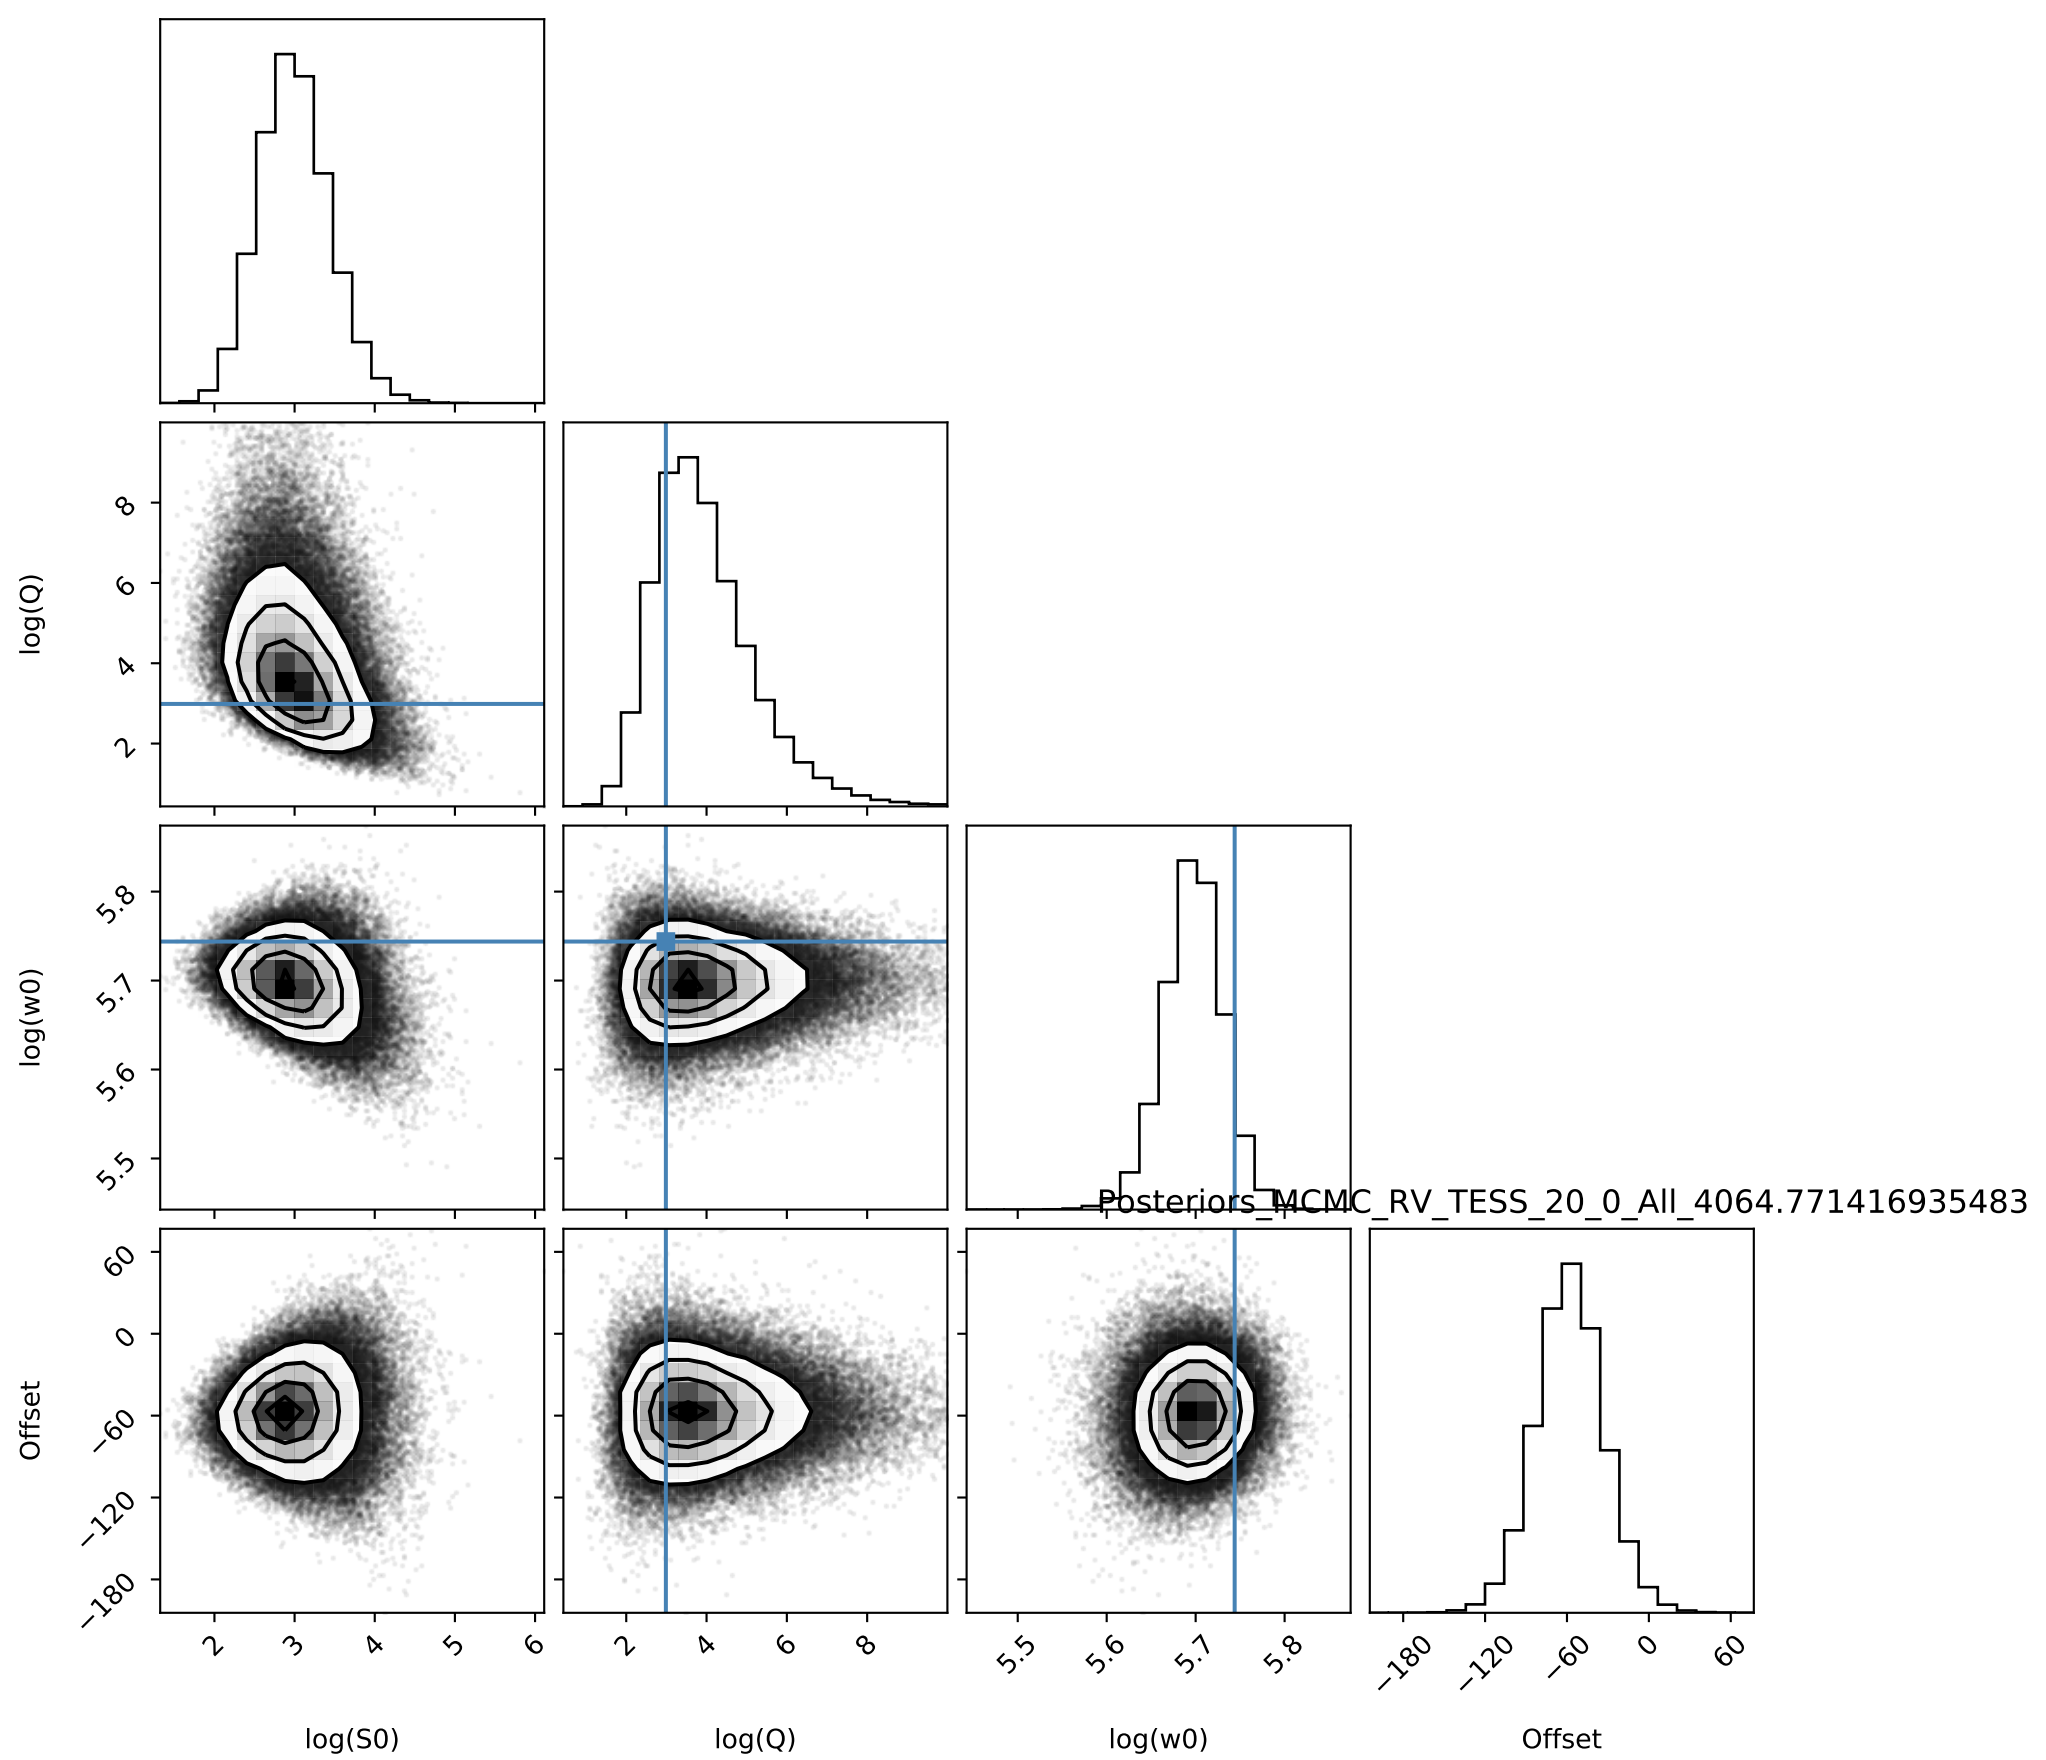 log(Q)
8
6
4
2
log(w0)
5.8
5.7
5.6
5.5
Posteriors_MCMC_RV_TESS_20_0_All_4064.771416935483
Offset
60
0
−60
−120
−180
2 3 4 5 6
2 4 6 8
5.5 5.6 5.7 5.8
−180 −120 −60 0 60
log(S0)
log(Q)
log(w0)
Offset